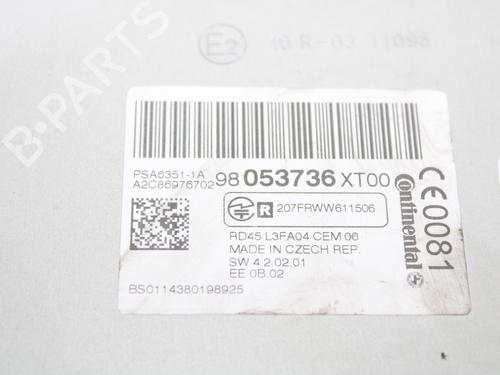 E2
10 R-03 11098
PSA6351-1A
A2C86976702
98 053736 XT00
R 207FRWW611506
RD45 L3FA04 CEM 06
MADE IN CZECH REP.
SW 4.2.02.01
EE 0B.02
BS0114380198925
Continental
CE0081
B-PARTS